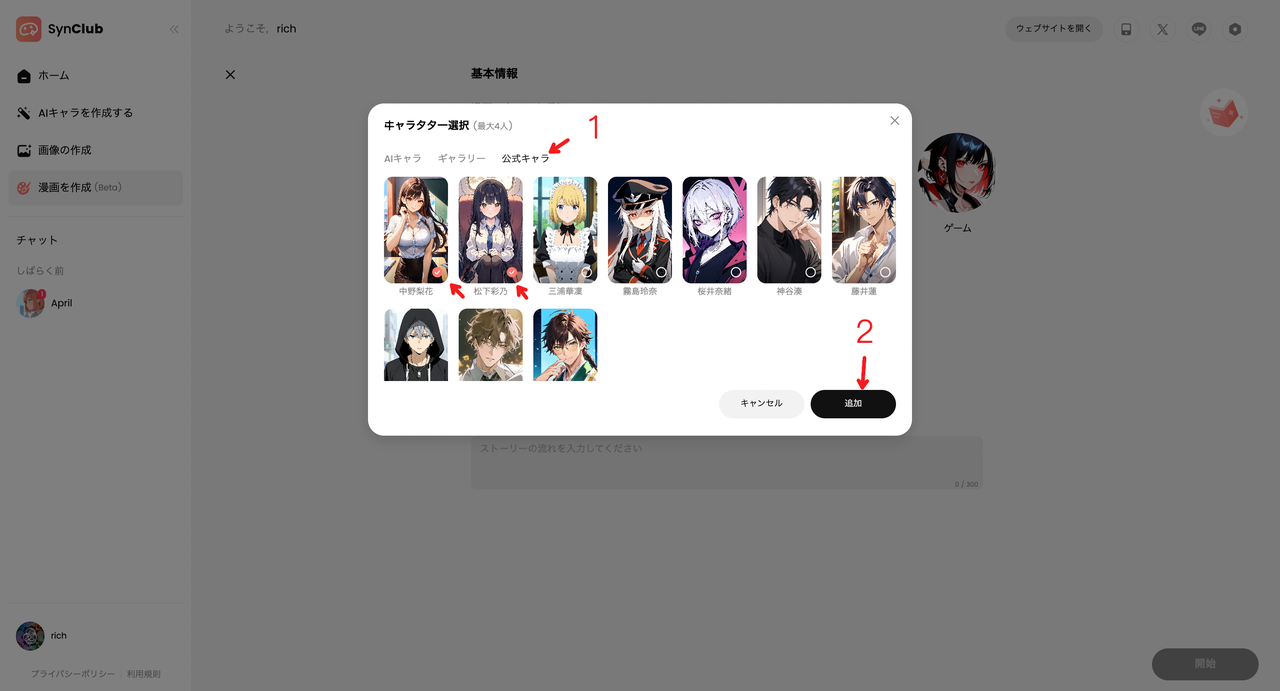 SynClub
ようこそ、rich
ウェブサイトを開く
LINE
ホーム
基本情報
AIキャラを作成する
画像の作成
漫画を作成 (Beta)
チャット
しばらく前
1
April
キャラクター選択 (最大4人)
1
AIキャラ
ギャラリー
公式キャラ
中野梨花
松下彩乃
三浦華凜
霧島玲奈
桜井奈緒
神谷湊
藤井蓮
ゲーム
2
キャンセル
追加
ストーリーの流れを入力してください
0 / 300
rich
プライバシーポリシー
利用規則
開始